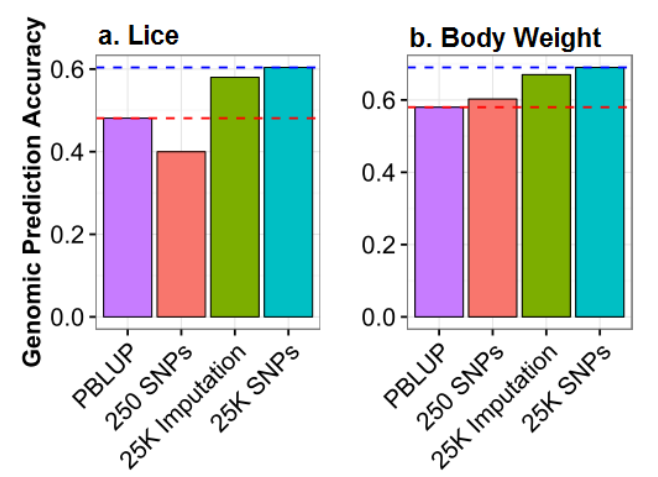 a. Lice
b. Body Weight
Genomic Prediction Accuracy
0.6
0.4
0.2
0.0
0.6
0.4
0.2
0.0
PBLUP
250 SNPs
25K Imputation
25K SNPs
PBLUP
250 SNPs
25K Imputation
25K SNPs